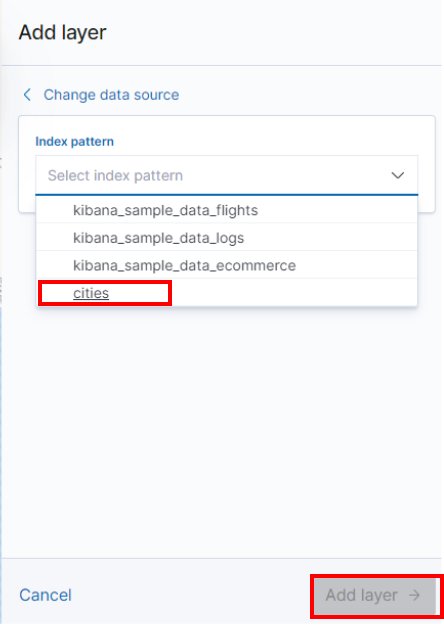 Add layer
Change data source
Index pattern
Select index pattern
kibana_sample_data_flights
kibana_sample_data_logs
kibana_sample_data_ecommerce
cities
Cancel
Add layer